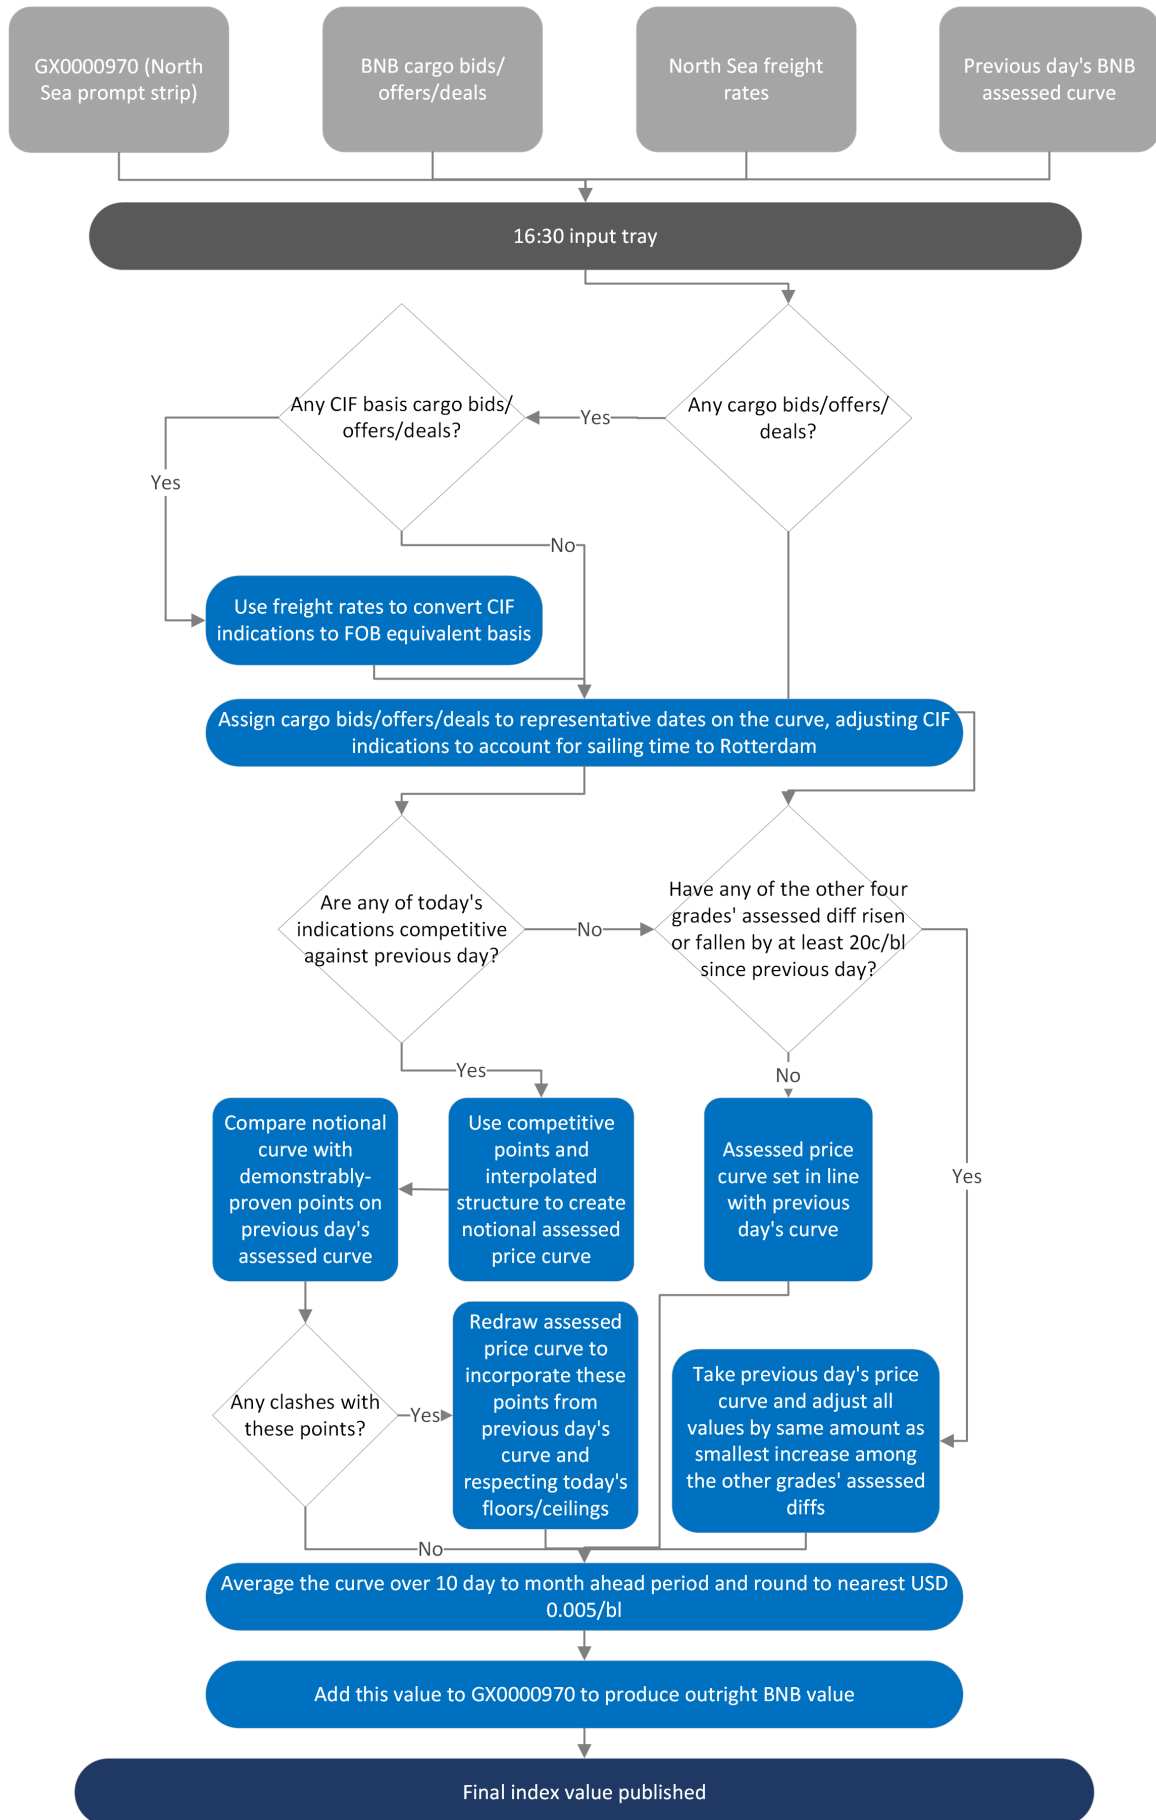 GX0000970 (North
Sea prompt strip)
BNB cargo bids/
offers/deals
North Sea freight
rates
Previous day's BNB
assessed curve
16:30 input tray
Any CIF basis cargo bids/
offers/deals?
Yes
Any cargo bids/offers/
deals?
Yes
No
Use freight rates to convert CIF
indications to FOB equivalent basis
Assign cargo bids/offers/deals to representative dates on the curve, adjusting CIF
indications to account for sailing time to Rotterdam
Are any of today's
indications competitive
against previous day?
No
Have any of the other four
grades' assessed diff risen
or fallen by at least 20c/bl
since previous day?
Yes
No
Compare notional
curve with
demonstrably-
proven points on
previous day's
assessed curve
Use competitive
points and
interpolated
structure to create
notional assessed
price curve
Assessed price
curve set in line
with previous
day's curve
Yes
Any clashes with
these points?
Yes
Redraw assessed
price curve to
incorporate these
points from
previous day's
curve and
respecting today's
floors/ceilings
Take previous day's price
curve and adjust all
values by same amount as
smallest increase among
the other grades' assessed
diffs
No
Average the curve over 10 day to month ahead period and round to nearest USD
0.005/bl
Add this value to GX0000970 to produce outright BNB value
Final index value published